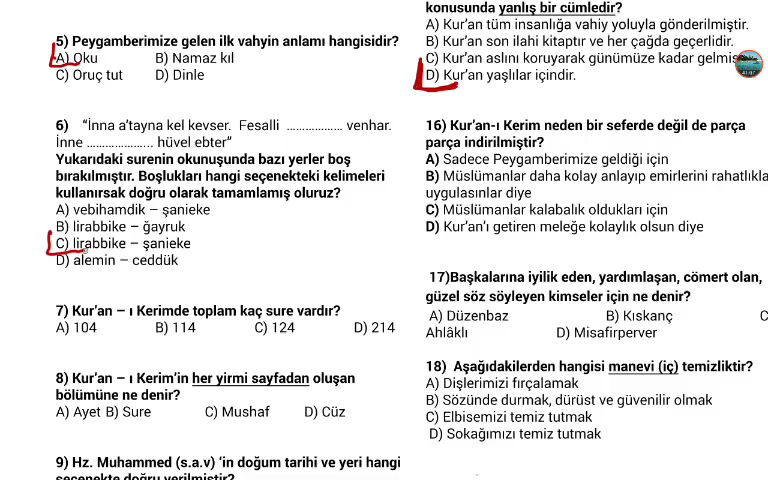 5) Peygamberimize gelen ilk vahyin anlamı hangisidir?
A) Oku B) Namaz kıl
C) Oruç tut D) Dinle
6) “İnna a’tayna kel kevser. Fesalli ……………… venhar.
İnne ……………….. hüvel ebter”
Yukarıdaki surenin okunuşunda bazı yerler boş
bırakılmıştır. Boşlukları hangi seçenekteki kelimeleri
kullanırsak doğru olarak tamamlamış oluruz?
A) vebihamdik – şanieke
B) lirabbike – ğayruk
C) lirabbike – şanieke
D) alemin – ceddük
7) Kur’an – ı Kerimde toplam kaç sure vardır?
A) 104 B) 114 C) 124 D) 214
8) Kur’an – ı Kerim’in her yirmi sayfadan oluşan
bölümüne ne denir?
A) Ayet B) Sure C) Mushaf D) Cüz
9) Hz. Muhammed (s.a.v) ‘in doğum tarihi ve yeri hangi
seçenekte doğru verilmiştir?
konusunda yanlış bir cümledir?
A) Kur’an tüm insanlığa vahiy yoluyla gönderilmiştir.
B) Kur’an son ilahi kitaptır ve her çağda geçerlidir.
C) Kur’an aslını koruyarak günümüze kadar gelmiş
D) Kur’an yaşlılar içindir.
16) Kur’an-ı Kerim neden bir seferde değil de parça
parça indirilmiştir?
A) Sadece Peygamberimize geldiği için
B) Müslümanlar daha kolay anlayıp emirlerini rahatlıkla
uygulasınlar diye
C) Müslümanlar kalabalık oldukları için
D) Kur’an’ı getiren meleğe kolaylık olsun diye
17)Başkalarına iyilik eden, yardımlaşan, cömert olan,
güzel söz söyleyen kimseler için ne denir?
A) Düzenbaz B) Kıskanç C
Ahlâklı D) Misafirperver
18) Aşağıdakilerden hangisi manevi (iç) temizliktir?
A) Dişlerimizi fırçalamak
B) Sözünde durmak, dürüst ve güvenilir olmak
C) Elbisemizi temiz tutmak
D) Sokağımızı temiz tutmak